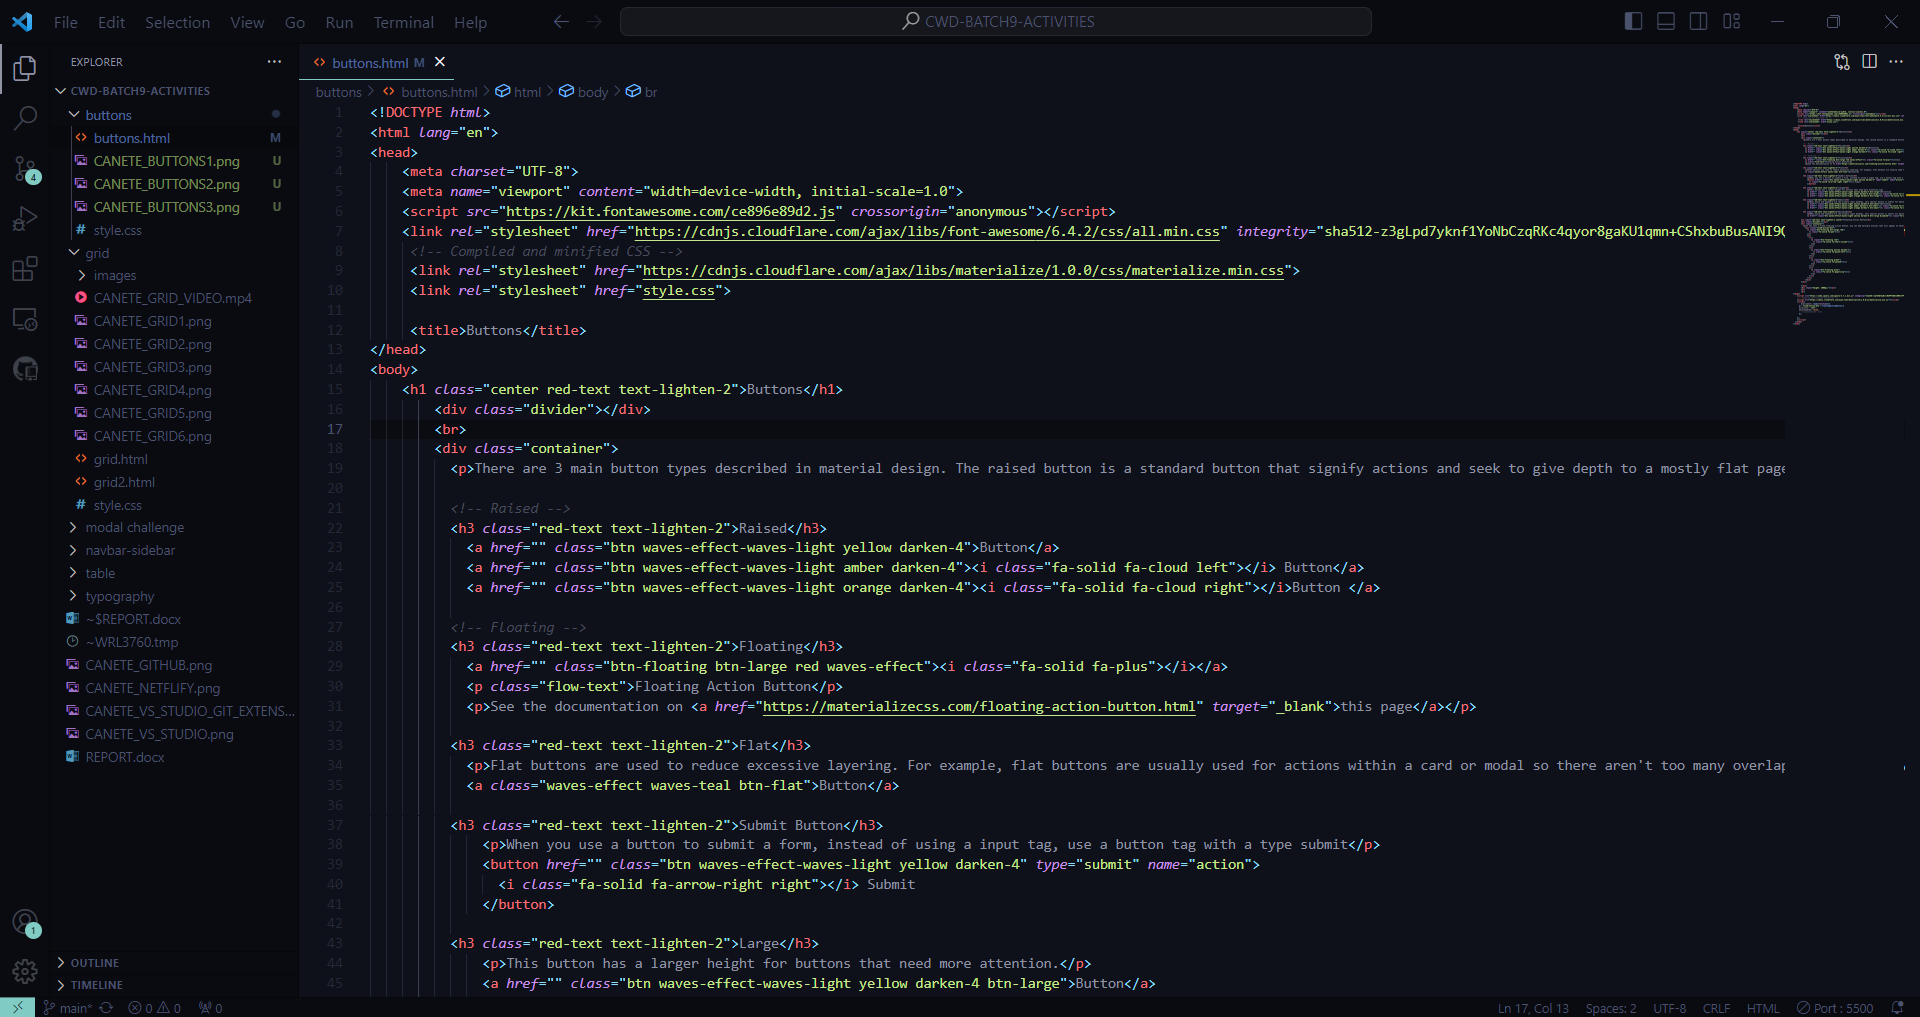 File Edit Selection View Go Run Terminal Help
CWD-BATCH9-ACTIVITIES
EXPLORER
CWD-BATCH9-ACTIVITIES
buttons
buttons.html M
CANETE_BUTTONS1.png U
CANETE_BUTTONS2.png U
CANETE_BUTTONS3.png U
# style.css
grid
images
CANETE_GRID_VIDEO.mp4
CANETE_GRID1.png
CANETE_GRID2.png
CANETE_GRID3.png
CANETE_GRID4.png
CANETE_GRID5.png
CANETE_GRID6.png
grid.html
grid2.html
# style.css
modal challenge
navbar-sidebar
table
typography
~$REPORT.docx
~WRL3760.tmp
CANETE_GITHUB.png
CANETE_NETFLIFY.png
CANETE_VS_STUDIO_GIT_EXTENS...
CANETE_VS_STUDIO.png
REPORT.docx
OUTLINE
TIMELINE
4
1
buttons.html M
buttons > buttons.html > html > body > br
1 <!DOCTYPE html>
2 <html lang="en">
3 <head>
4 <meta charset="UTF-8">
5 <meta name="viewport" content="width=device-width, initial-scale=1.0">
6 <script src="https://kit.fontawesome.com/ce896e89d2.js" crossorigin="anonymous"></script>
7 <link rel="stylesheet" href="https://cdnjs.cloudflare.com/ajax/libs/font-awesome/6.4.2/css/all.min.css" integrity="sha512-z3gLpd7yknf1YoNbCzqRKc4qyor8gaKU1qmn+CShxbuBusANI9Q
8 <!-- Compiled and minified CSS -->
9 <link rel="stylesheet" href="https://cdnjs.cloudflare.com/ajax/libs/materialize/1.0.0/css/materialize.min.css">
10 <link rel="stylesheet" href="style.css">
11
12 <title>Buttons</title>
13 </head>
14 <body>
15 <h1 class="center red-text text-lighten-2">Buttons</h1>
16 <div class="divider"></div>
17 <br>
18 <div class="container">
19 <p>There are 3 main button types described in material design. The raised button is a standard button that signify actions and seek to give depth to a mostly flat page
20
21 <!-- Raised -->
22 <h3 class="red-text text-lighten-2">Raised</h3>
23 <a href="" class="btn waves-effect-waves-light yellow darken-4">Button</a>
24 <a href="" class="btn waves-effect-waves-light amber darken-4"><i class="fa-solid fa-cloud left"></i> Button</a>
25 <a href="" class="btn waves-effect-waves-light orange darken-4"><i class="fa-solid fa-cloud right"></i>Button </a>
26
27 <!-- Floating -->
28 <h3 class="red-text text-lighten-2">Floating</h3>
29 <a href="" class="btn-floating btn-large red waves-effect"><i class="fa-solid fa-plus"></i></a>
30 <p class="flow-text">Floating Action Button</p>
31 <p>See the documentation on <a href="https://materializecss.com/floating-action-button.html" target="_blank">this page</a></p>
32
33 <h3 class="red-text text-lighten-2">Flat</h3>
34 <p>Flat buttons are used to reduce excessive layering. For example, flat buttons are usually used for actions within a card or modal so there aren't too many overlap
35 <a class="waves-effect waves-teal btn-flat">Button</a>
36
37 <h3 class="red-text text-lighten-2">Submit Button</h3>
38 <p>When you use a button to submit a form, instead of using a input tag, use a button tag with a type submit</p>
39 <button href="" class="btn waves-effect-waves-light yellow darken-4" type="submit" name="action">
40 <i class="fa-solid fa-arrow-right right"></i> Submit
41 </button>
42
43 <h3 class="red-text text-lighten-2">Large</h3>
44 <p>This button has a larger height for buttons that need more attention.</p>
45 <a href="" class="btn waves-effect-waves-light yellow darken-4 btn-large">Button</a>
main* 0 0 0 Ln 17, Col 13 Spaces: 2 UTF-8 CRLF HTML Port : 5500